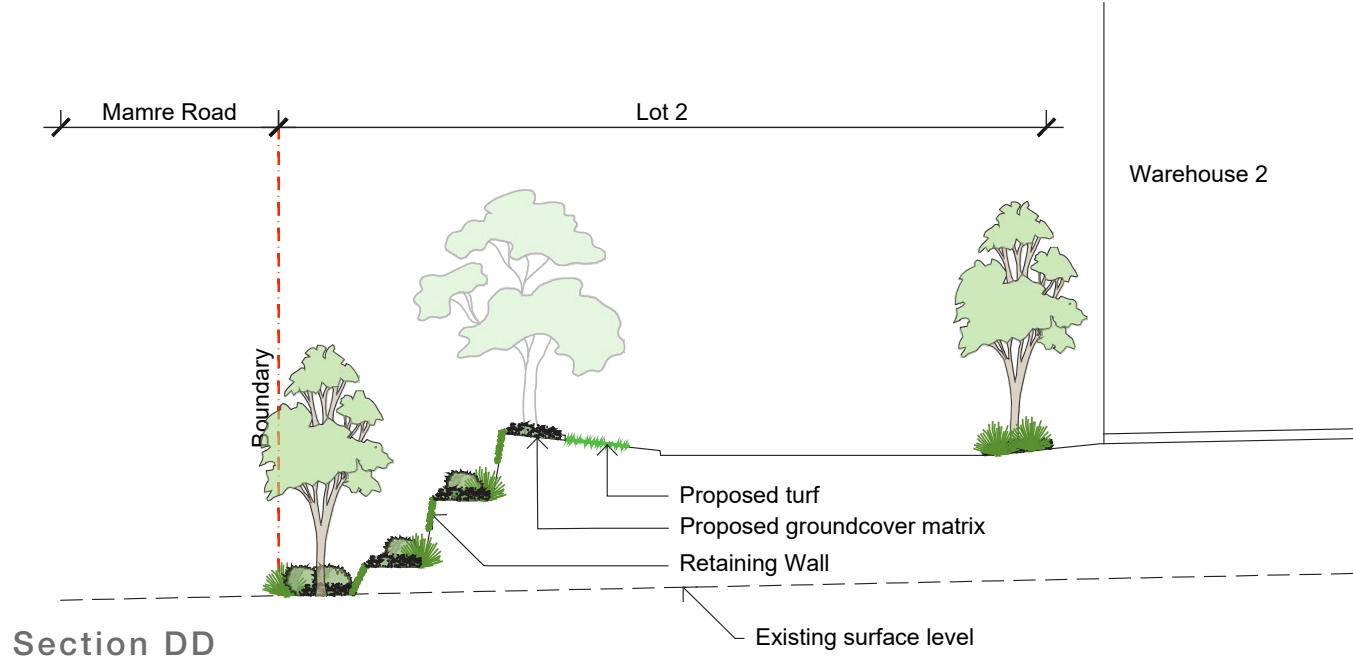 Mamre Road
Lot 2
Warehouse 2
Boundary
Proposed turf
Proposed groundcover matrix
Retaining Wall
Existing surface level
Section DD